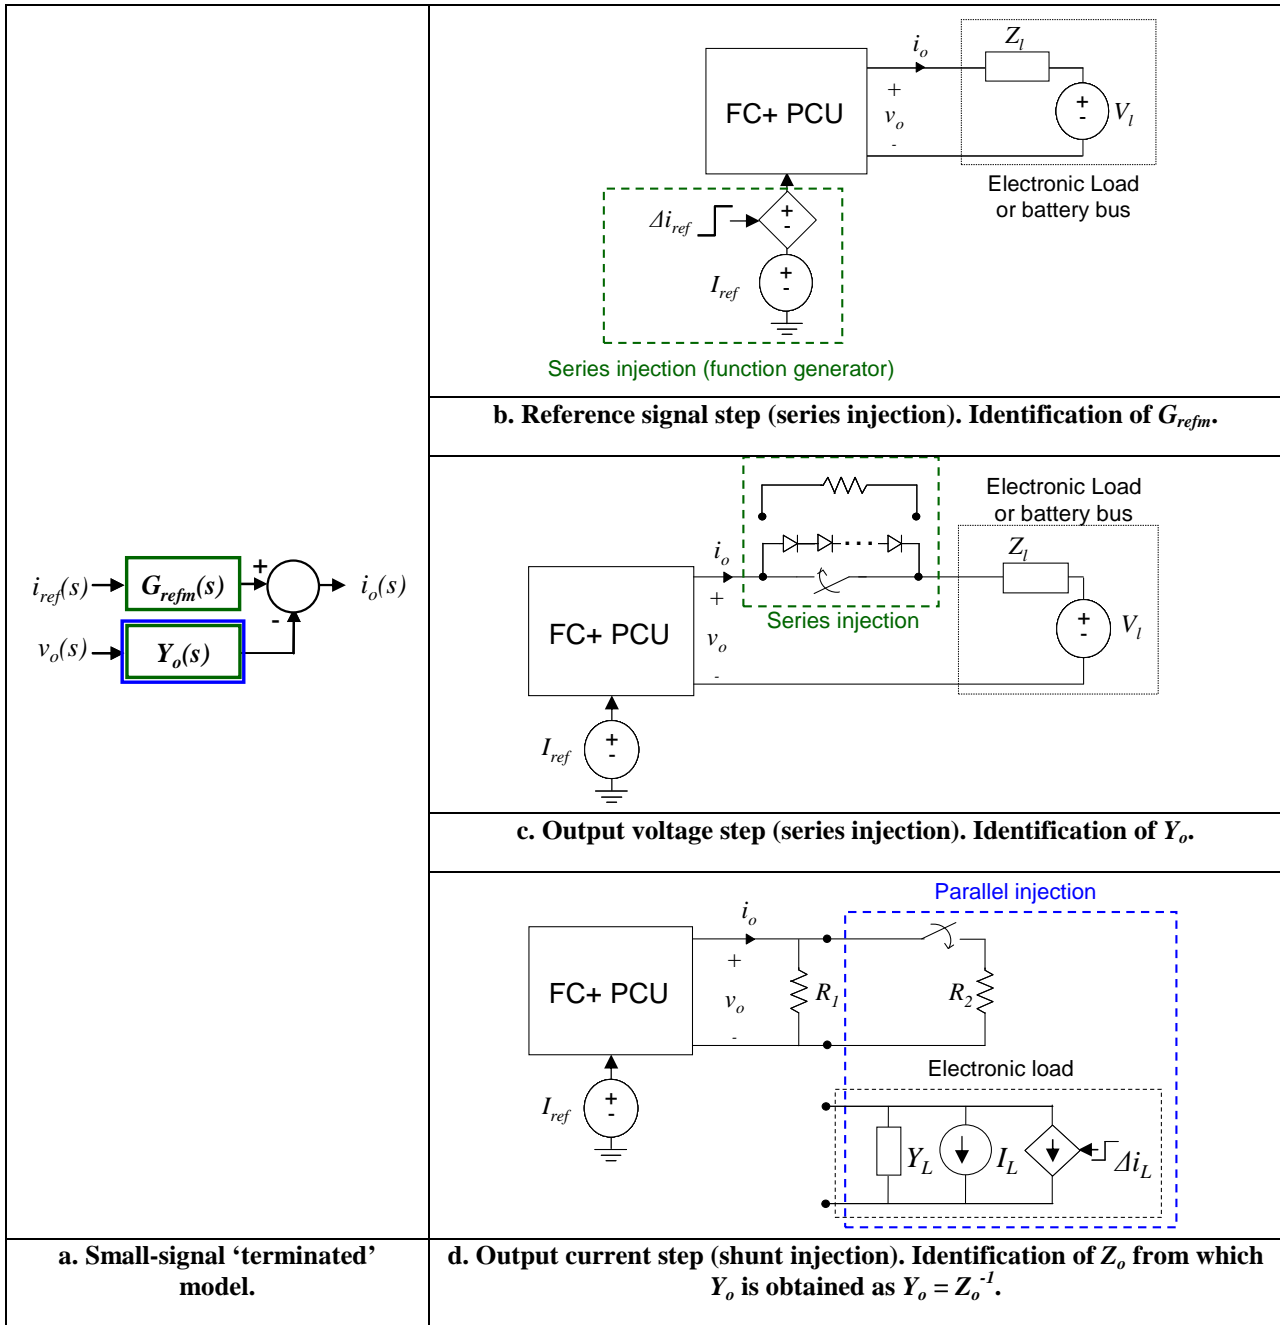 i_ref(s)
G_refm(s)
+
i_o(s)
-
v_o(s)
Y_o(s)
a. Small-signal ‘terminated’
model.
i_o
Z_l
+
v_o
-
FC+ PCU
+
-
V_l
Electronic Load
or battery bus
Δi_ref
+
-
I_ref
+
-
Series injection (function generator)
b. Reference signal step (series injection). Identification of G_refm.
Electronic Load
or battery bus
i_o
Z_l
+
v_o
-
FC+ PCU
Series injection
+
-
V_l
I_ref
+
-
c. Output voltage step (series injection). Identification of Y_o.
Parallel injection
i_o
+
v_o
-
FC+ PCU
R_1
R_2
Electronic load
I_ref
+
-
Y_L
I_L
Δi_L
d. Output current step (shunt injection). Identification of Z_o from which
Y_o is obtained as Y_o = Z_o^-1.